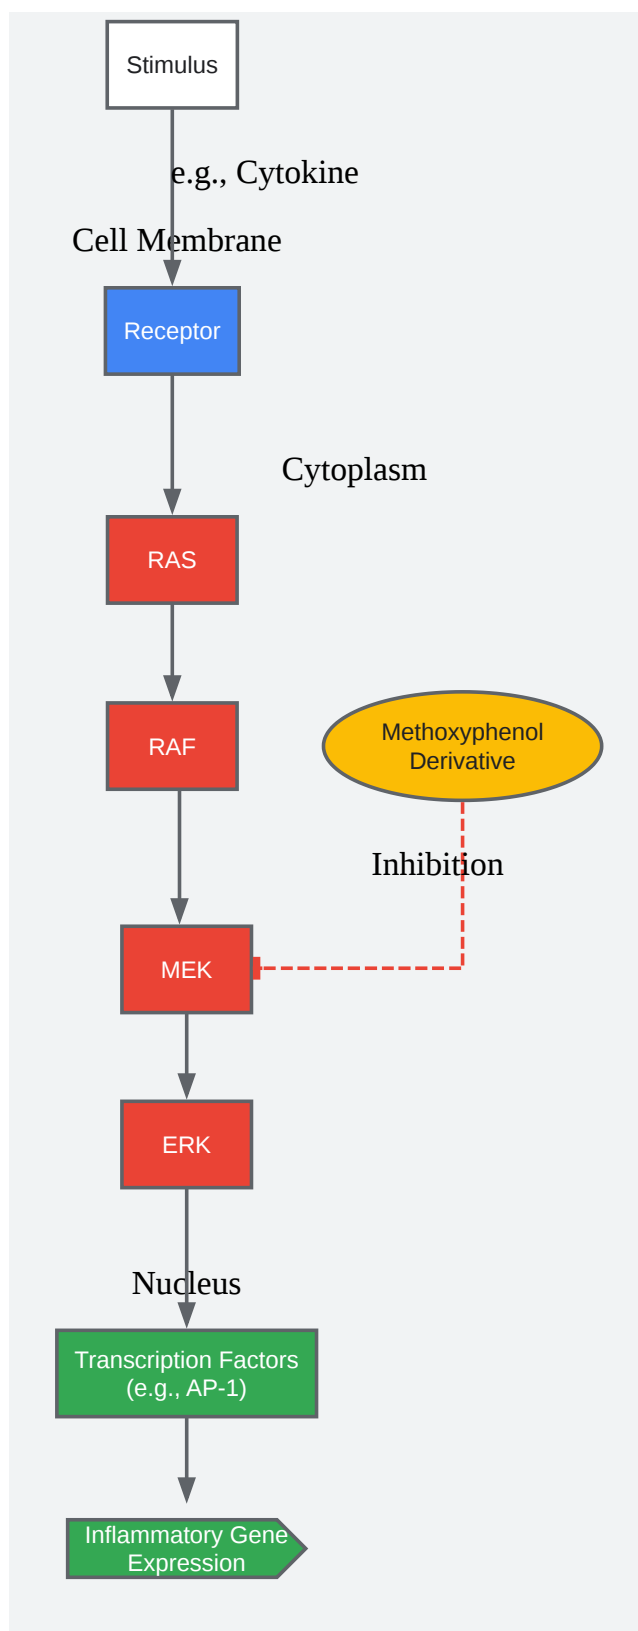 Stimulus
e.g., Cytokine
Cell Membrane
Receptor
Cytoplasm
RAS
RAF
Methoxyphenol
Derivative
Inhibition
MEK
ERK
Nucleus
Transcription Factors
(e.g., AP-1)
Inflammatory Gene
Expression